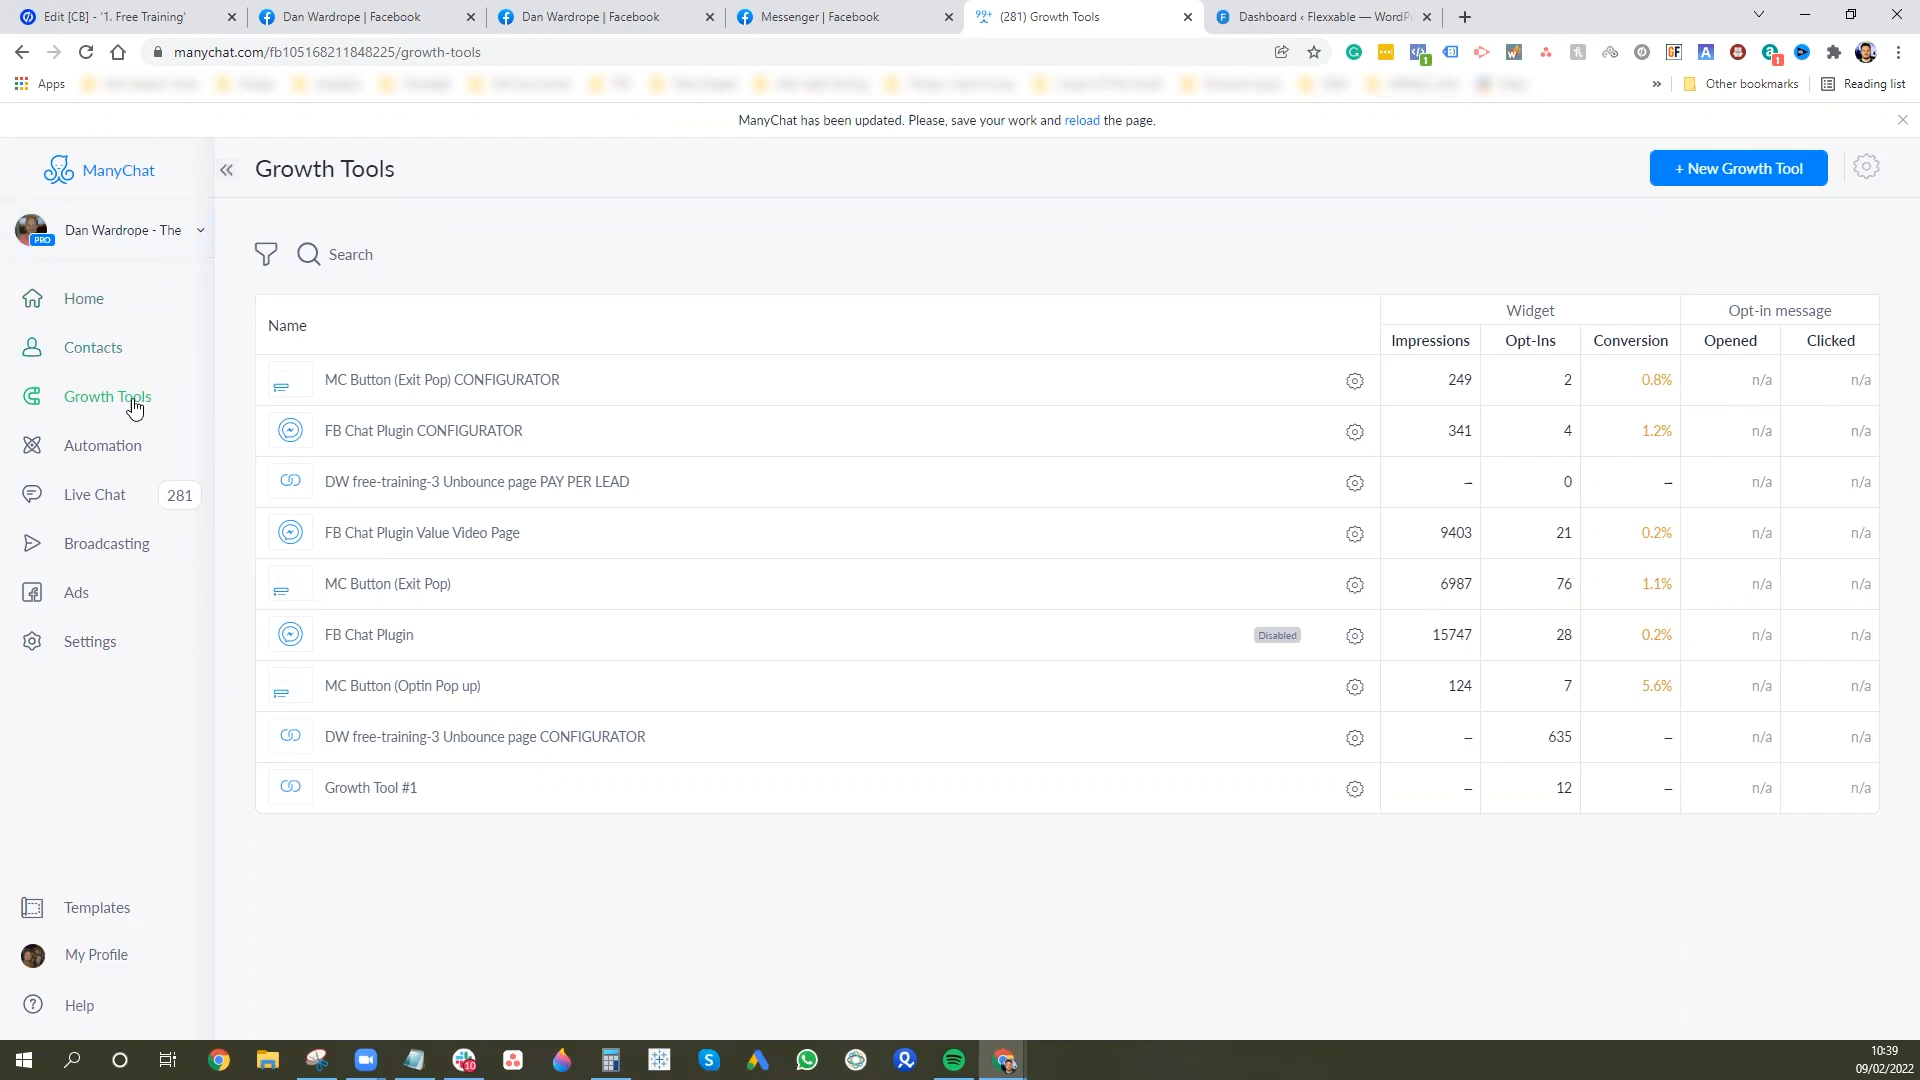 Edit [CB] - '1. Free Training'
Dan Wardrope | Facebook
Dan Wardrope | Facebook
Messenger | Facebook
99+ (281) Growth Tools
Dashboard ‹ Flexxable — WordP
manychat.com/fb105168211848225/growth-tools
Apps
» Other bookmarks
Reading list
ManyChat has been updated. Please, save your work and reload the page.
ManyChat
Growth Tools
+ New Growth Tool
Dan Wardrope - The
PRO
Search
Home
Contacts
Growth Tools
Automation
Live Chat 281
Broadcasting
Ads
Settings
Templates
My Profile
Help
Name
Widget
Opt-in message
Impressions Opt-Ins Conversion Opened Clicked
MC Button (Exit Pop) CONFIGURATOR 249 2 0.8% n/a n/a
FB Chat Plugin CONFIGURATOR 341 4 1.2% n/a n/a
DW free-training-3 Unbounce page PAY PER LEAD – 0 – n/a n/a
FB Chat Plugin Value Video Page 9403 21 0.2% n/a n/a
MC Button (Exit Pop) 6987 76 1.1% n/a n/a
FB Chat Plugin Disabled 15747 28 0.2% n/a n/a
MC Button (Optin Pop up) 124 7 5.6% n/a n/a
DW free-training-3 Unbounce page CONFIGURATOR – 635 – n/a n/a
Growth Tool #1 – 12 – n/a n/a
10:39
09/02/2022